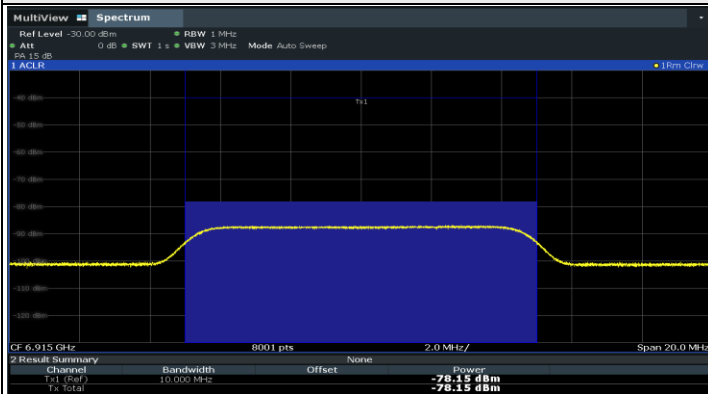 MultiView Spectrum
Ref Level -30.00 dBm RBW 1 MHz
Att 0 dB SWT 1 s VBW 3 MHz Mode Auto Sweep
PA 15 dB
1 ACLR 1Rm Clrw
-40 dBm
Tx1
-50 dBm
-60 dBm
-70 dBm
-80 dBm
-90 dBm
-100 dBm
-110 dBm
-120 dBm
CF 6.915 GHz 8001 pts 2.0 MHz/ Span 20.0 MHz
2 Result Summary None
Channel Bandwidth Offset Power
Tx1 (Ref) 10.000 MHz -78.15 dBm
Tx Total -78.15 dBm